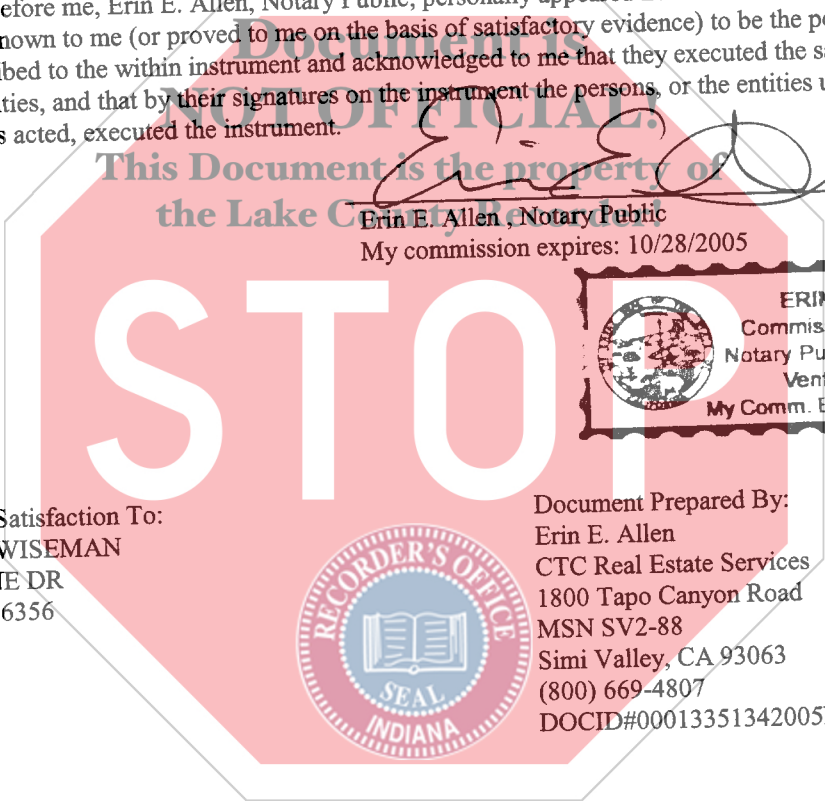 efore me, Erin E. Allen, Notary Public, personally appeared
nown to me (or proved to me on the basis of satisfactory evidence) to be the pe
ibed to the within instrument and acknowledged to me that they executed the sa
ities, and that by their signatures on the instrument the persons, or the entities u
s acted, executed the instrument.
Document is
NOT OFFICIAL!
This Document is the property of
the Lake County Recorder!
Erin E. Allen , Notary Public
My commission expires: 10/28/2005
STOP
ERIN
Commis
Notary Pu
Vent
My Comm. E
Satisfaction To:
WISEMAN
NE DR
6356
Document Prepared By:
Erin E. Allen
CTC Real Estate Services
1800 Tapo Canyon Road
MSN SV2-88
Simi Valley, CA 93063
(800) 669-4807
DOCID#00013351342005
RECORDER'S OFFICE
SEAL
INDIANA